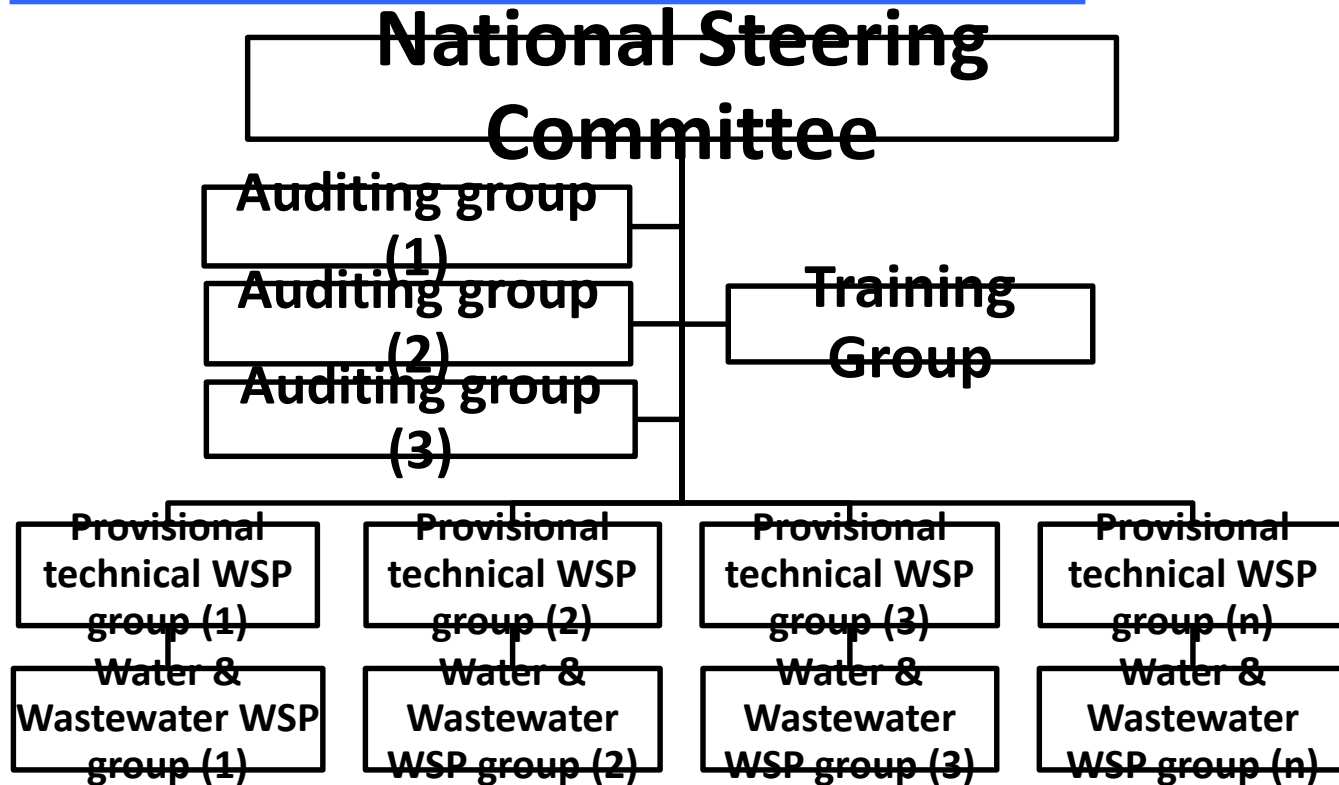 National Steering
Committee
Auditing group
(1)
Auditing group
(2)
Auditing group
(3)
Training
Group
Provisional
technical WSP
group (1)
Provisional
technical WSP
group (2)
Provisional
technical WSP
group (3)
Provisional
technical WSP
group (n)
Water &
Wastewater WSP
group (1)
Water &
Wastewater
WSP group (2)
Water &
Wastewater
WSP group (3)
Water &
Wastewater
WSP group (n)